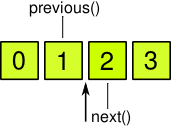 previous()
0 1 2 3
next()